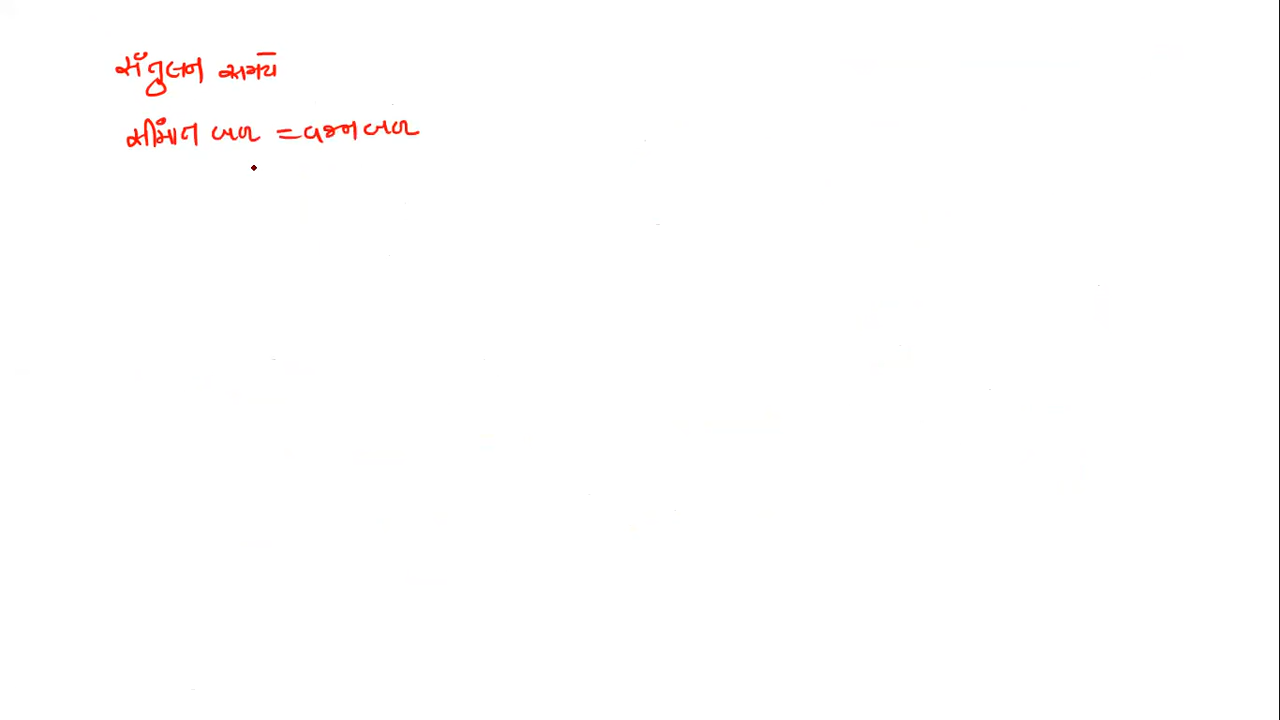 સઁતુલન સમયે
સીમાંત બળ = વજન બળ